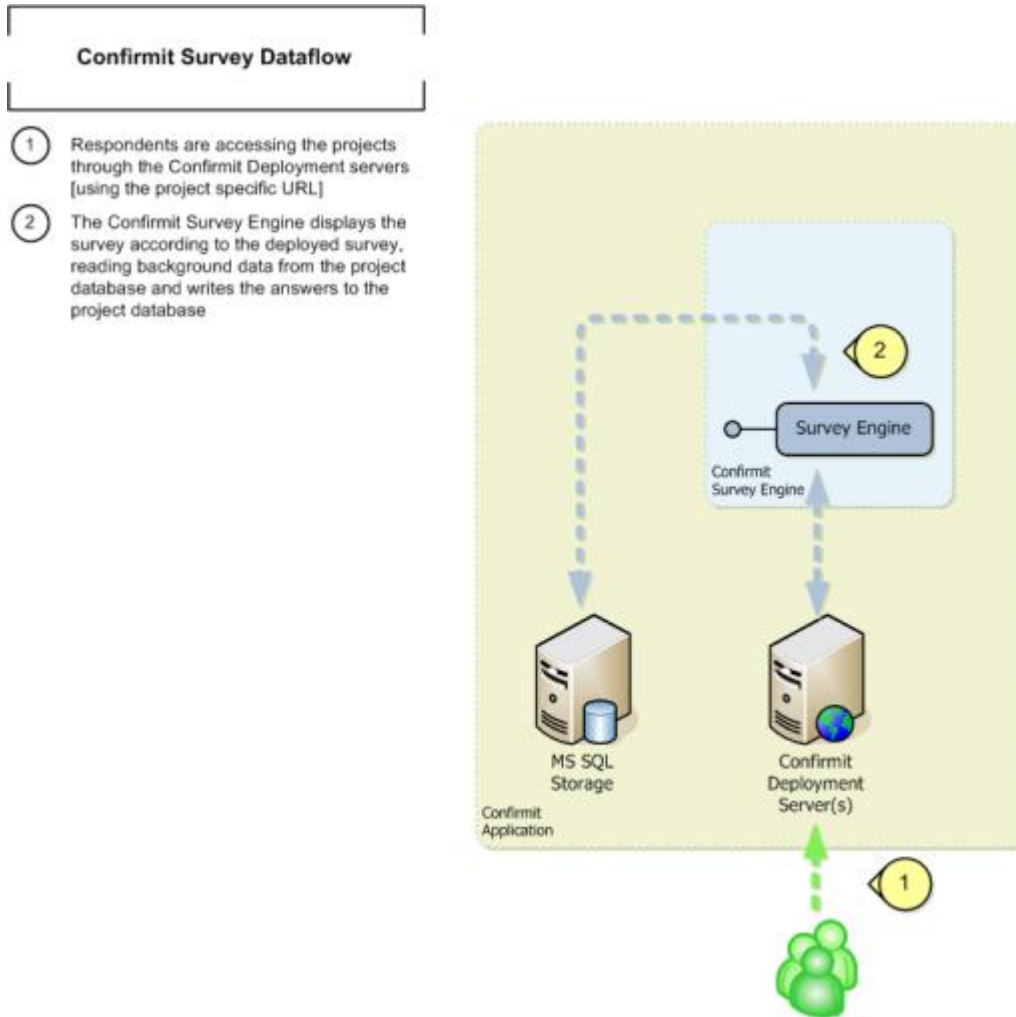 Confirmit Survey Dataflow
1
Respondents are accessing the projects
through the Confirmit Deployment servers
[using the project specific URL]
2
The Confirmit Survey Engine displays the
survey according to the deployed survey,
reading background data from the project
database and writes the answers to the
project database
2
Survey Engine
Confirmit
Survey Engine
MS SQL
Storage
Confirmit
Deployment
Server(s)
Confirmit
Application
1